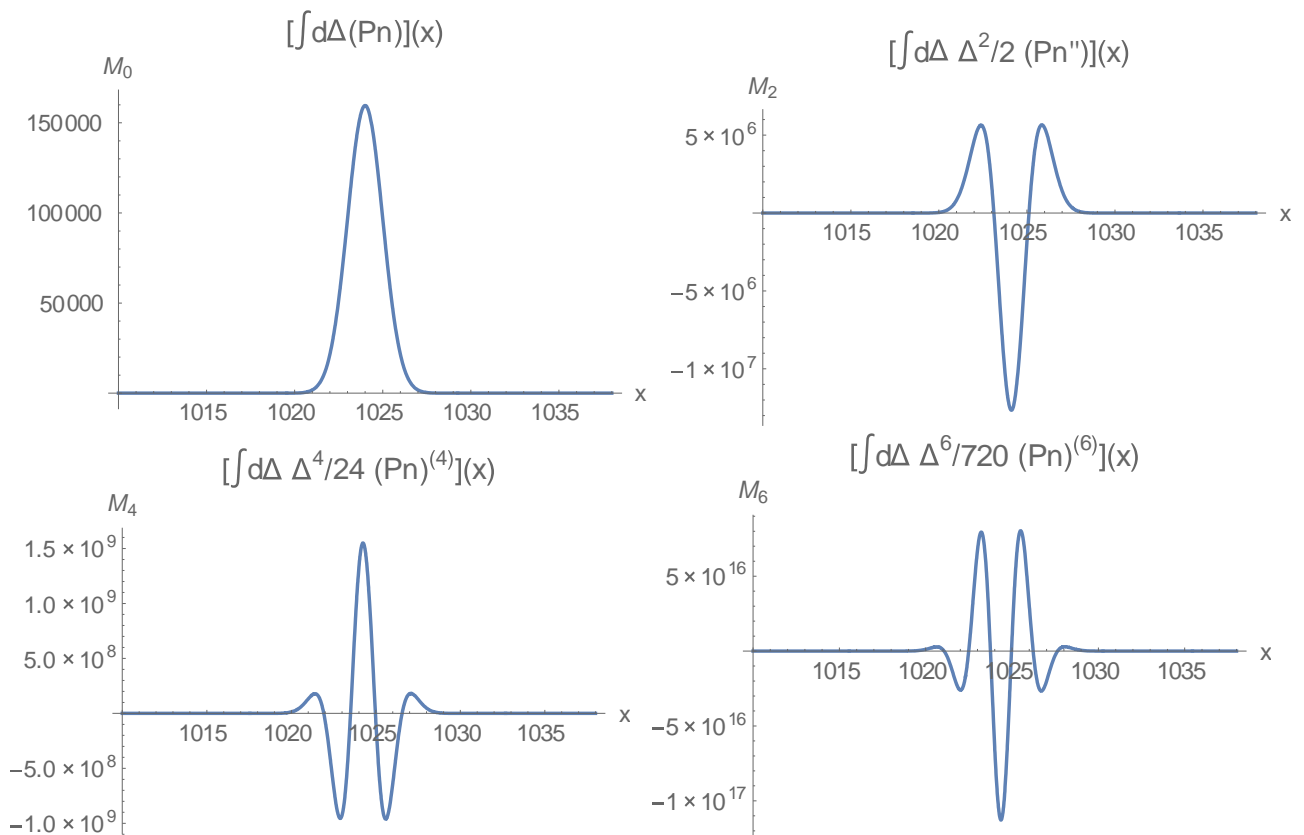 [∫dΔ(Pn)](x)
M₀
150000
100000
50000
1015 1020 1025 1030 1035 x
[∫dΔ Δ²/2 (Pn'')](x)
M₂
5 × 10⁶
1015 1020 1025 1030 1035 x
−5 × 10⁶
−1 × 10⁷
[∫dΔ Δ⁴/24 (Pn)⁽⁴⁾](x)
M₄
1.5 × 10⁹
1.0 × 10⁹
5.0 × 10⁸
1015 1020 1025 1030 1035 x
−5.0 × 10⁸
−1.0 × 10⁹
[∫dΔ Δ⁶/720 (Pn)⁽⁶⁾](x)
M₆
5 × 10¹⁶
1015 1020 1025 1030 1035 x
−5 × 10¹⁶
−1 × 10¹⁷